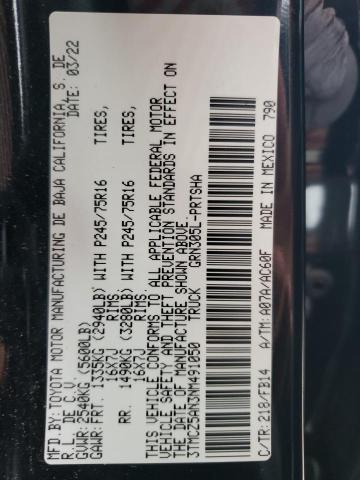 MFD. BY: TOYOTA MOTOR MANUFACTURING DE BAJA CALIFORNIA S. DE
R.L. DE C.V. DATE: 03/22
GVWR: 2540KG (5600LB)
GAWR: FRT. 1335KG (2940LB) WITH P245/75R16 TIRES,
16X7J RIMS
RR. 1490KG (3280LB) WITH P245/75R16 TIRES,
16X7J RIMS
THIS VEHICLE CONFORMS TO ALL APPLICABLE FEDERAL MOTOR
VEHICLE SAFETY AND THEFT PREVENTION STANDARDS IN EFFECT ON
THE DATE OF MANUFACTURE SHOWN ABOVE.
3TMCZ5AN3NM491050 TRUCK GRN305L-PRTSHA
C/TR: 218/FB14 A/TM: A07A/AC60F MADE IN MEXICO 790